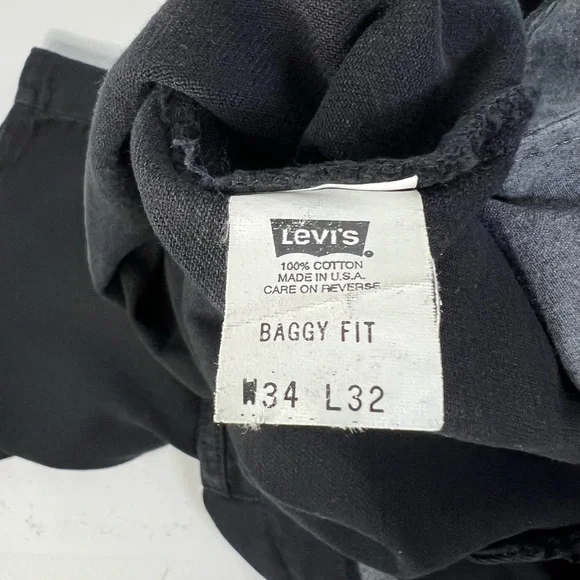 Levi's
100% COTTON
MADE IN U.S.A.
CARE ON REVERSE
BAGGY FIT
W34 L32